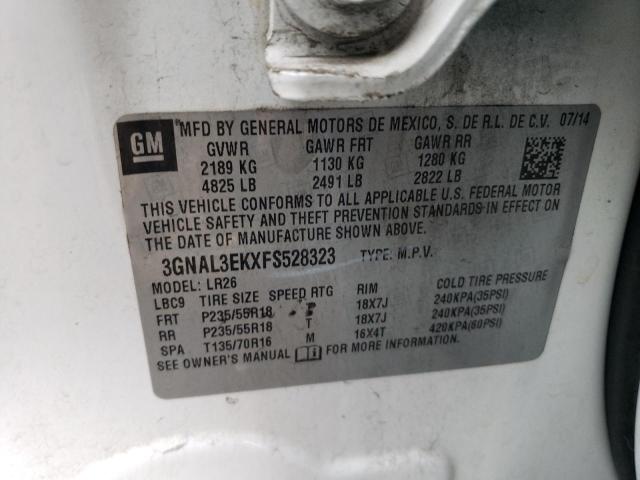 GM MFD BY GENERAL MOTORS DE MEXICO, S. DE R.L. DE C.V. 07/14
GVWR GAWR FRT GAWR RR
2189 KG 1130 KG 1280 KG
4825 LB 2491 LB 2822 LB
THIS VEHICLE CONFORMS TO ALL APPLICABLE U.S. FEDERAL MOTOR
VEHICLE SAFETY AND THEFT PREVENTION STANDARDS IN EFFECT ON
THE DATE OF MANUFACTURE SHOWN ABOVE.
3GNAL3EKXFS528323 TYPE: M.P.V.
MODEL: LR26
LBC9 TIRE SIZE SPEED RTG RIM COLD TIRE PRESSURE
FRT P235/55R18 18X7J 240KPA(35PSI)
RR P235/55R18 T 18X7J 240KPA(35PSI)
SPA T135/70R16 M 16X4T 420KPA(60PSI)
SEE OWNER'S MANUAL FOR MORE INFORMATION.